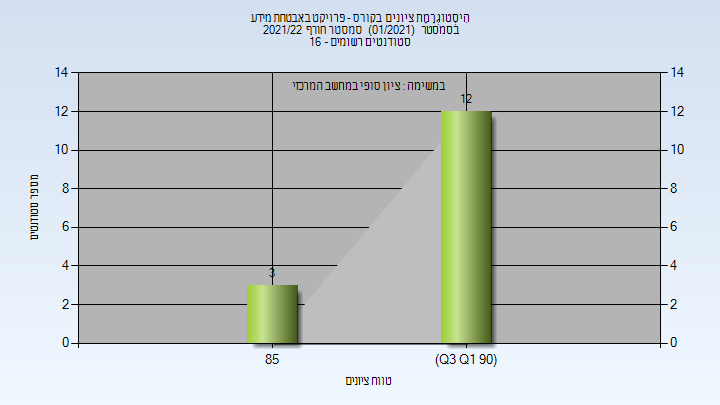 היסטוגרמת ציונים בקורס - פרויקט באבטחת מידע
בסמסטר (01/2021) סמסטר חורף 2021/22
סטודנטים רשומים - 16
במשימה : ציון סופי במחשב המרכזי
מספר סטודנטים
14 14
12 12
10 10
8 8
6 6
4 4
2 2
0 0
12
3
85 (Q3 Q1 90)
טווח ציונים